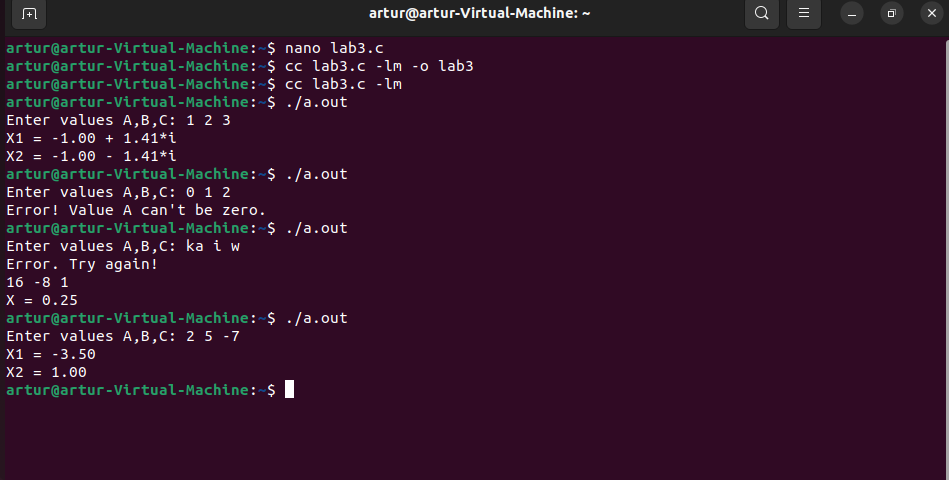 artur@artur-Virtual-Machine: ~
artur@artur-Virtual-Machine:~$ nano lab3.c
artur@artur-Virtual-Machine:~$ cc lab3.c -lm -o lab3
artur@artur-Virtual-Machine:~$ cc lab3.c -lm
artur@artur-Virtual-Machine:~$ ./a.out
Enter values A,B,C: 1 2 3
X1 = -1.00 + 1.41*i
X2 = -1.00 - 1.41*i
artur@artur-Virtual-Machine:~$ ./a.out
Enter values A,B,C: 0 1 2
Error! Value A can't be zero.
artur@artur-Virtual-Machine:~$ ./a.out
Enter values A,B,C: ka i w
Error. Try again!
16 -8 1
X = 0.25
artur@artur-Virtual-Machine:~$ ./a.out
Enter values A,B,C: 2 5 -7
X1 = -3.50
X2 = 1.00
artur@artur-Virtual-Machine:~$